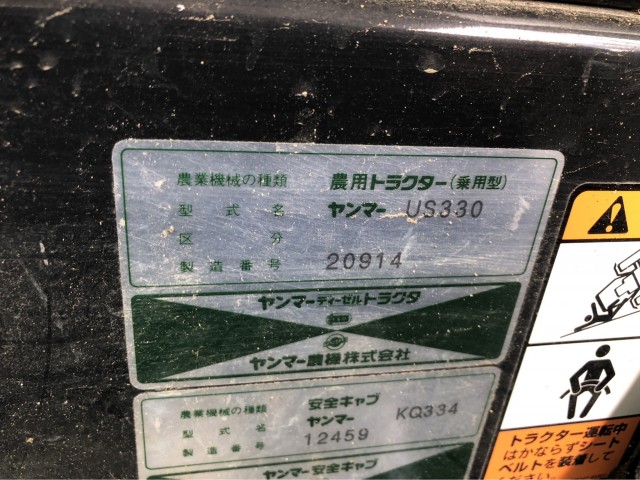 農業機械の種類 農用トラクター(乗用型)
型式名 ヤンマー US330
区分
製造番号 20914
ヤンマーディーゼルトラクタ
ヤンマー農機株式会社
農業機械の種類 安全キャブ
型式名 ヤンマー KQ334
製造番号 12459
ヤンマー安全キャブ
トラクター運転中
はかならずシート
ベルトを装着して